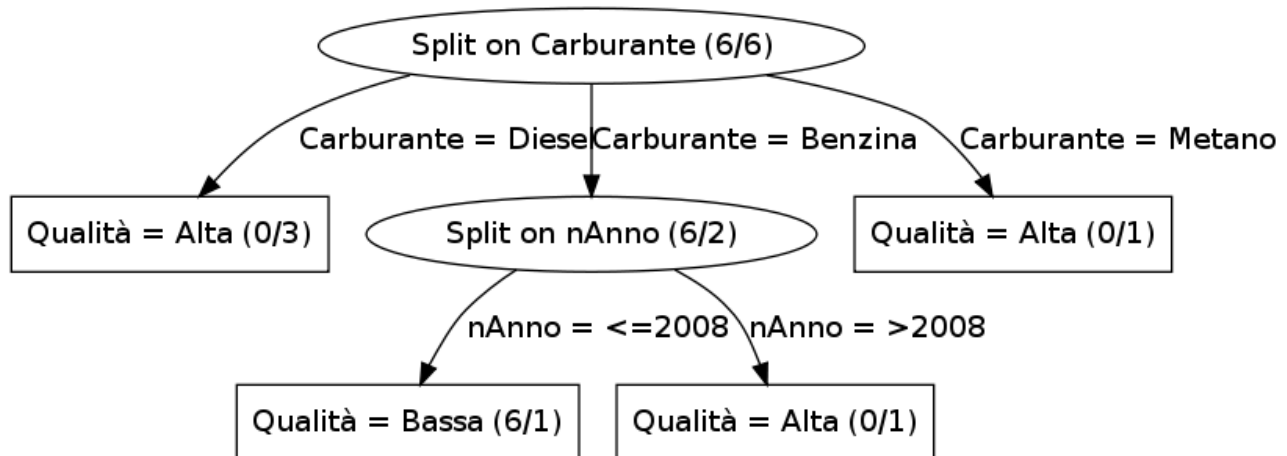 Split on Carburante (6/6)
Carburante = Diesel
Carburante = Benzina
Carburante = Metano
Qualità = Alta (0/3)
Split on nAnno (6/2)
Qualità = Alta (0/1)
nAnno = <=2008
nAnno = >2008
Qualità = Bassa (6/1)
Qualità = Alta (0/1)